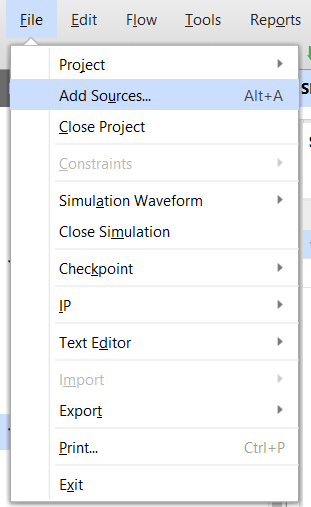 File Edit Flow Tools Reports
Project
Add Sources... Alt+A
Close Project
Constraints
Simulation Waveform
Close Simulation
Checkpoint
IP
Text Editor
Import
Export
Print... Ctrl+P
Exit